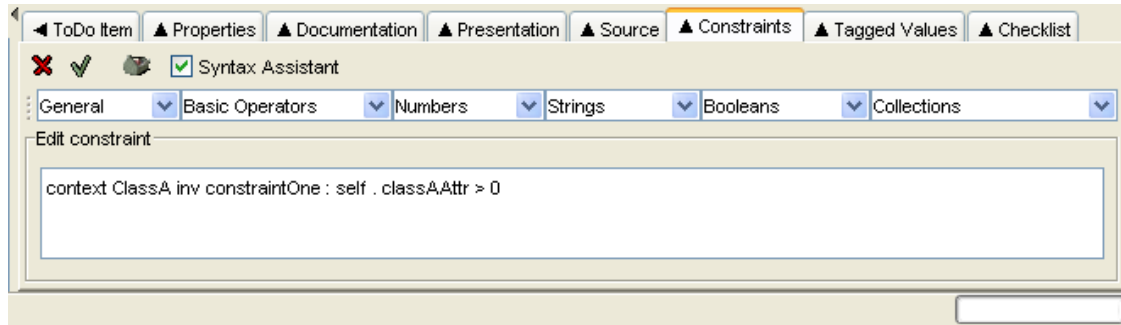 ToDo Item Properties Documentation Presentation Source Constraints Tagged Values Checklist
Syntax Assistant
General Basic Operators Numbers Strings Booleans Collections
Edit constraint
context ClassA inv constraintOne : self . classAAttr > 0